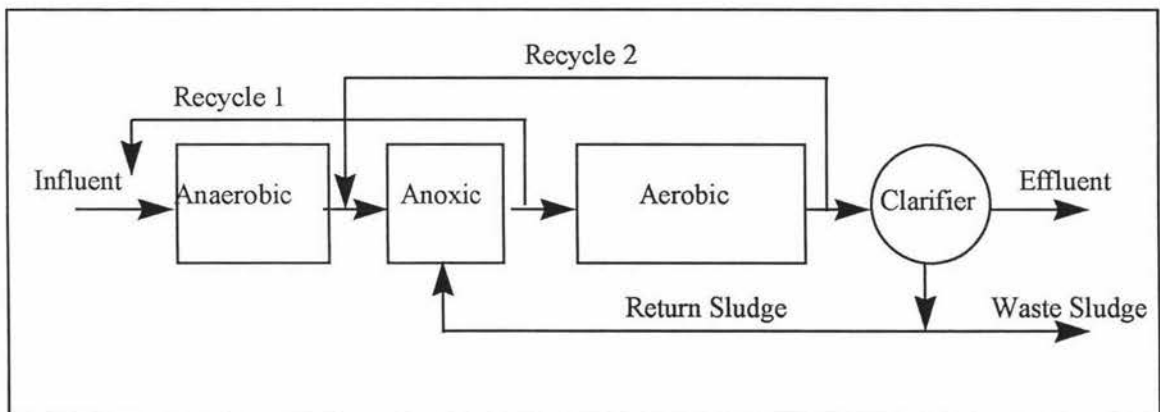 Recycle 2
Recycle 1
Influent
Anaerobic
Anoxic
Aerobic
Clarifier
Effluent
Return Sludge
Waste Sludge